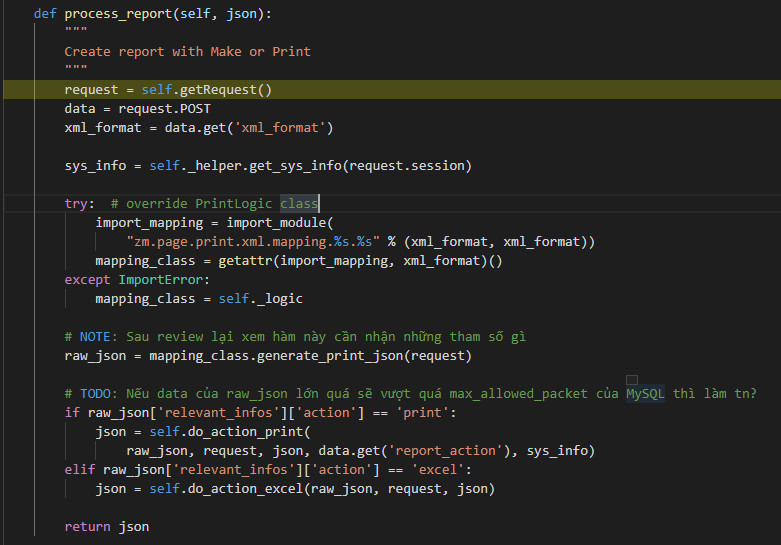 def process_report(self, json):
"""
Create report with Make or Print
"""
request = self.getRequest()
data = request.POST
xml_format = data.get('xml_format')
sys_info = self._helper.get_sys_info(request.session)
try:  # override PrintLogic class
import_mapping = import_module(
"zm.page.print.xml.mapping.%s.%s" % (xml_format, xml_format))
mapping_class = getattr(import_mapping, xml_format)()
except ImportError:
mapping_class = self._logic
# NOTE: Sau review lại xem hàm này cần nhận những tham số gì
raw_json = mapping_class.generate_print_json(request)
# TODO: Nếu data của raw_json lớn quá sẽ vượt quá max_allowed_packet của MySQL thì làm tn?
if raw_json['relevant_infos']['action'] == 'print':
json = self.do_action_print(
raw_json, request, json, data.get('report_action'), sys_info)
elif raw_json['relevant_infos']['action'] == 'excel':
json = self.do_action_excel(raw_json, request, json)
return json